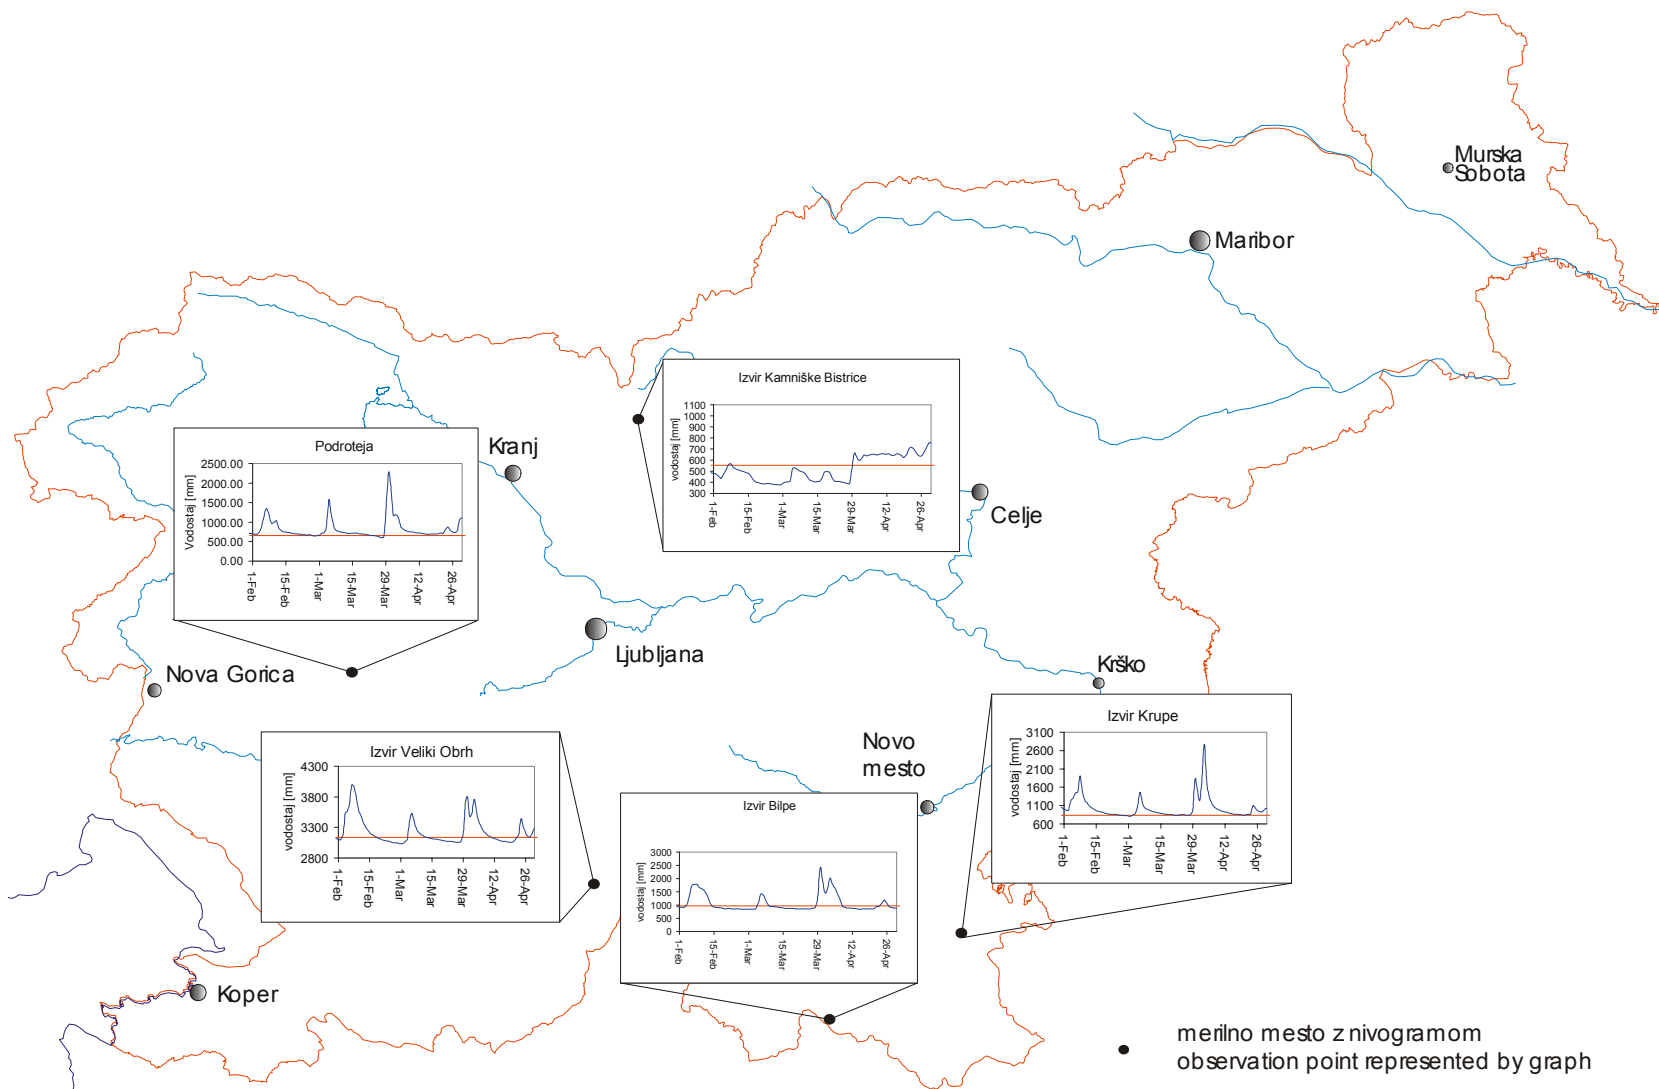 Murska
Sobota
Maribor
Izvir Kamniške Bistrice
vodostaj [mm]
1100
1000
900
800
700
600
500
400
300
1-Feb
15-Feb
1-Mar
15-Mar
29-Mar
12-Apr
26-Apr
Kranj
Podroteja
Vodostaj [mm]
2500.00
2000.00
1500.00
1000.00
500.00
0.00
1-Feb
15-Feb
1-Mar
15-Mar
29-Mar
12-Apr
26-Apr
Celje
Ljubljana
Nova Gorica
Krško
Izvir Krupe
vodostaj [mm]
3100
2600
2100
1600
1100
600
1-Feb
15-Feb
1-Mar
15-Mar
29-Mar
12-Apr
26-Apr
Izvir Veliki Obrh
vodostaj [mm]
4300
3800
3300
2800
1-Feb
15-Feb
1-Mar
15-Mar
29-Mar
12-Apr
26-Apr
Novo
mesto
Izvir Bilpe
vodostaj [mm]
3000
2500
2000
1500
1000
500
0
1-Feb
15-Feb
1-Mar
15-Mar
29-Mar
12-Apr
26-Apr
Koper
merilno mesto z nivogramom
observation point represented by graph